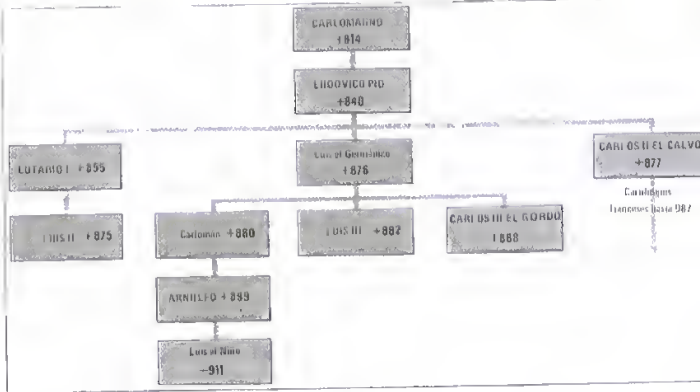 CARLOMAGNO
+814
LUDOVICO PIO
+840
LOTARIO I +855
Luis el Germánico
+876
CARLOS II EL CALVO
+877
Carolingios
franceses hasta 987
LUIS II +875
Carlomán +880
LUIS III +882
CARLOS III EL GORDO
+888
ARNULFO +899
Luis el Niño
+911